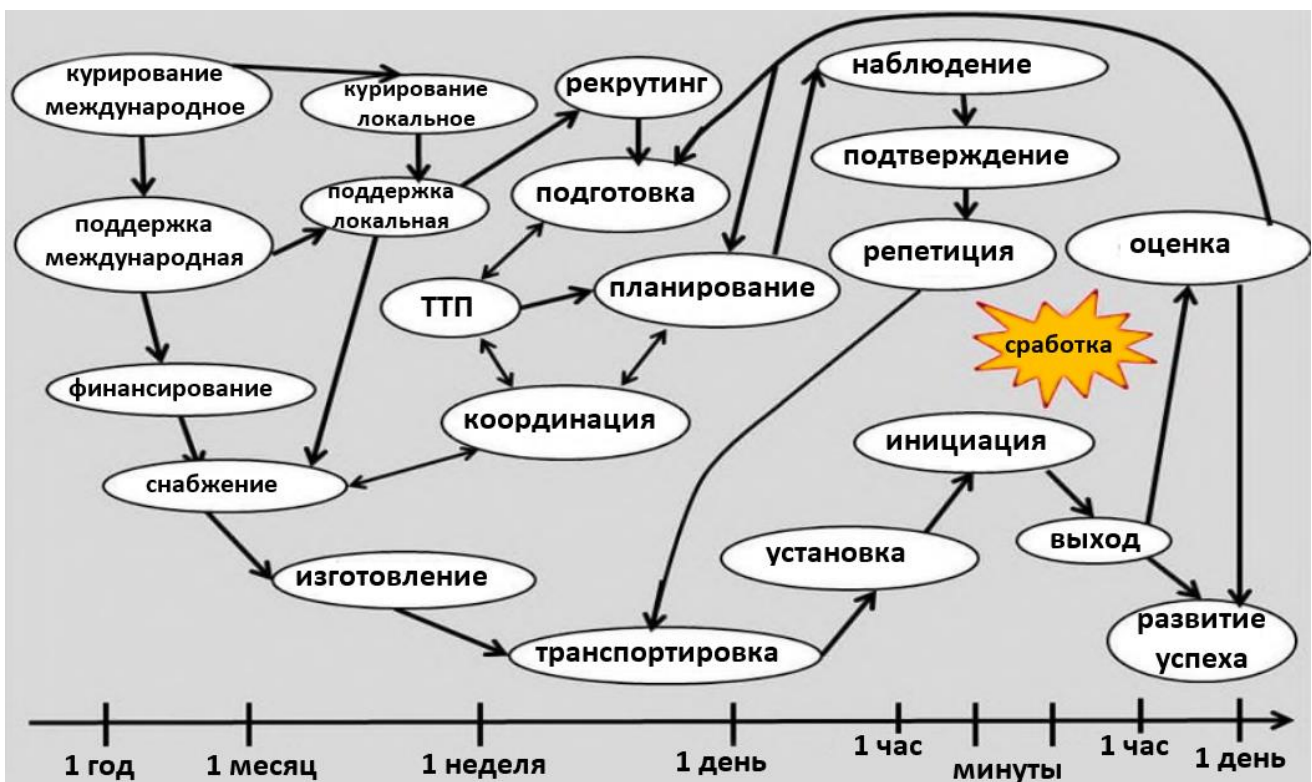 курирование
международное
курирование
локальное
рекрутинг
наблюдение
подтверждение
подготовка
поддержка
локальная
поддержка
международная
репетиция
оценка
ТТП
планирование
сработка
финансирование
координация
инициация
снабжение
выход
установка
изготовление
транспортировка
развитие
успеха
1 год
1 месяц
1 неделя
1 день
1 час
минуты
1 час
1 день